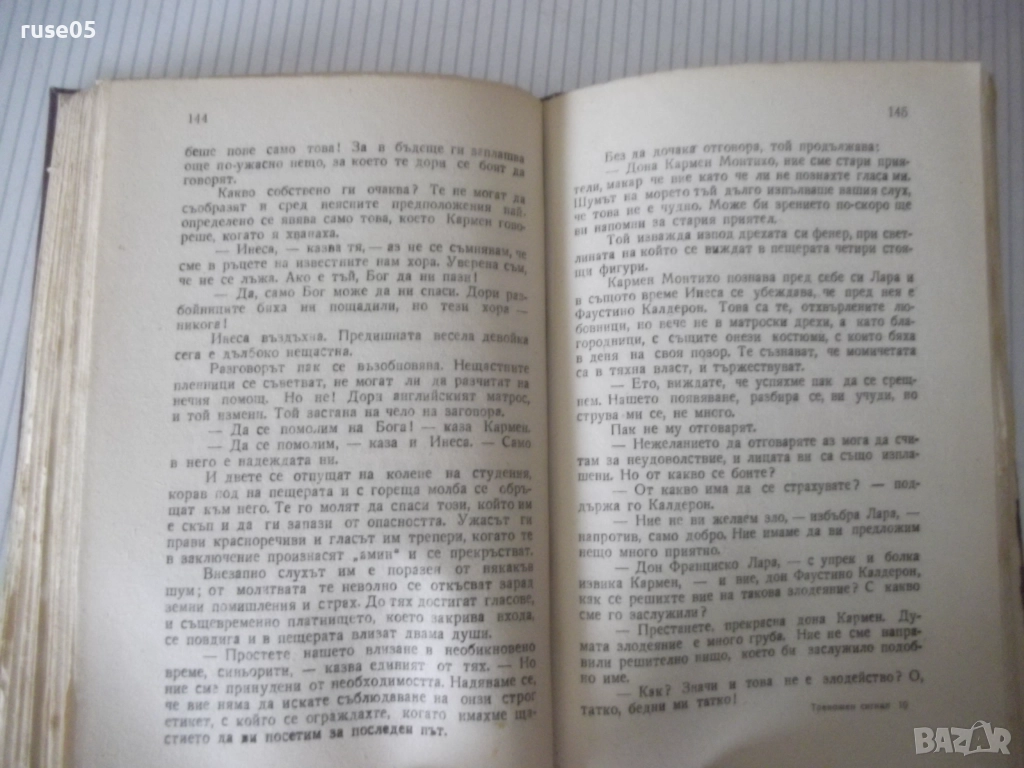 ruse05
144
беше поне само това! За в бъдеще ги заплашва
още по-ужасно нещо, за което те дори се боят да
говорят.
Какво собствено ги очаква? Те не могат да
съобразят и сред неясните предположения най-
определено се явява само това, което Кармен гово-
реше, когато я хванаха.
— Инеса, — казва тя, — аз не се съмнявам, че
сме в ръцете на известните нам хора. Уверена съм,
че не се лъжа. Ако е тъй, Бог да ни пази!
— Да, само Бог може да ни спаси. Дори раз-
бойниците биха ни пощадили, но тези хора —
никога!
Инеса въздъхна. Предишната весела девойка
сега е дълбоко нещастна.
Разговорът пак се възобновява. Нещастните
пленници се съветват, не могат ли да разчитат на
нечия помощ. Но не! Дори английският матрос,
и той измени. Той застана на чело на заговора.
— Да се помолим на Бога! — каза Кармен.
— Да се помолим, — каза и Инеса. — Само
в него е надеждата ни.
И двете се отпущат на колене на студения,
корав под на пещерата и с гореща молба се обръ-
щат към него. Те го молят да спаси този, който им
е скъп и да ги запази от опасността. Ужасът ги
прави красноречиви и гласът им трепери, когато те
в заключение произнасят „амин“ и се прекръстват.
Внезапно слухът им е поразен от някакъв
шум; от молитвата те неволно се откъсват заради
земни помишления и страх. До тях достигат гласове,
и същевременно платнището, което закрива входа,
се повдига и в пещерата влизат двама души.
— Простете нашето влизане в необикновено
време, синьорити, — казва единият от тях. — Но
ние сме принудени от необходимостта. Надяваме се,
че вие няма да искате съблюдаване на онзи строг
етикет, с който се ограждахте, когато имахме ща-
стието да ви посетим за последен път.
145
Без да дочака отговора, той продължава:
— Дона Кармен Монтихо, ние сме стари прия-
тели, макар че вие като че ли не познахте гласа ми.
Шумът на морето тъй дълго изпълваше вашия слух,
че това не е чудно. Може би зрението по-скоро ще
ви напомни за стария приятел.
Той изважда изпод дрехата си фенер, при свет-
лината на който се виждат в пещерата четири стоя-
щи фигури.
Кармен Монтихо познава пред себе си Лара и
в същото време Инеса се убеждава, че пред нея е
Фаустино Калдерон. Това са те, отхвърлените лю-
бовници, но вече не в матроски дрехи, а като бла-
городници, с същите онези костюми, с които бяха
в деня на своя позор. Те съзнават, че момичетата
са в тяхна власт, и тържествуват.
— Ето, виждате, че успяхме пак да се срещ-
нем. Нашето появяване, разбира се, ви учуди, но
струва ми се, не много.
Пак не му отговарят.
— Нежеланието да отговаряте аз мога да счи-
там за неудоволствие, и лицата ви са също изпла-
шени. Но от какво се боите?
— От какво има да се страхувате? — под-
държа го Калдерон.
— Ние не ви желаем зло, — избъбра Лара, —
напротив, само добро. Ние имаме да ви предложим
нещо много приятно.
— Дон Франциско Лара, — с упрек и болка
извика Кармен, — и вие, дон Фаустино Калдерон,
как се решихте вие на такова злодеяние? С какво
сме го заслужили?
— Престанете, прекрасна дона Кармен. Ду-
мата злодеяние е много груба. Ние не сме напра-
вили решително нищо, което би заслужило подоб-
но име.
— Как? Значи и това не е злодейство? О,
татко, бедни ми татко!
сигнал 10
BAZAR